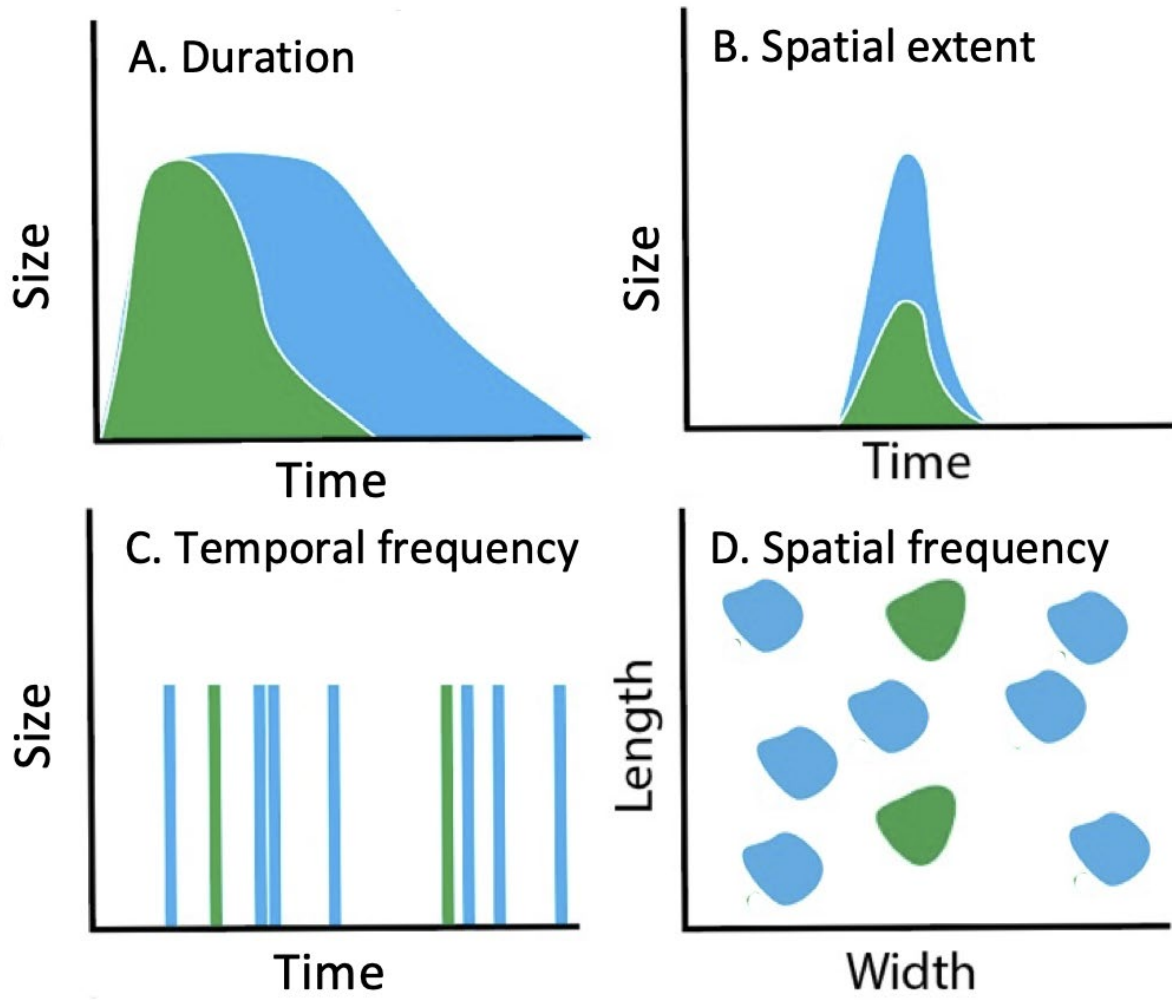 A. Duration
Size
Time
B. Spatial extent
Size
Time
C. Temporal frequency
Size
Time
D. Spatial frequency
Length
Width